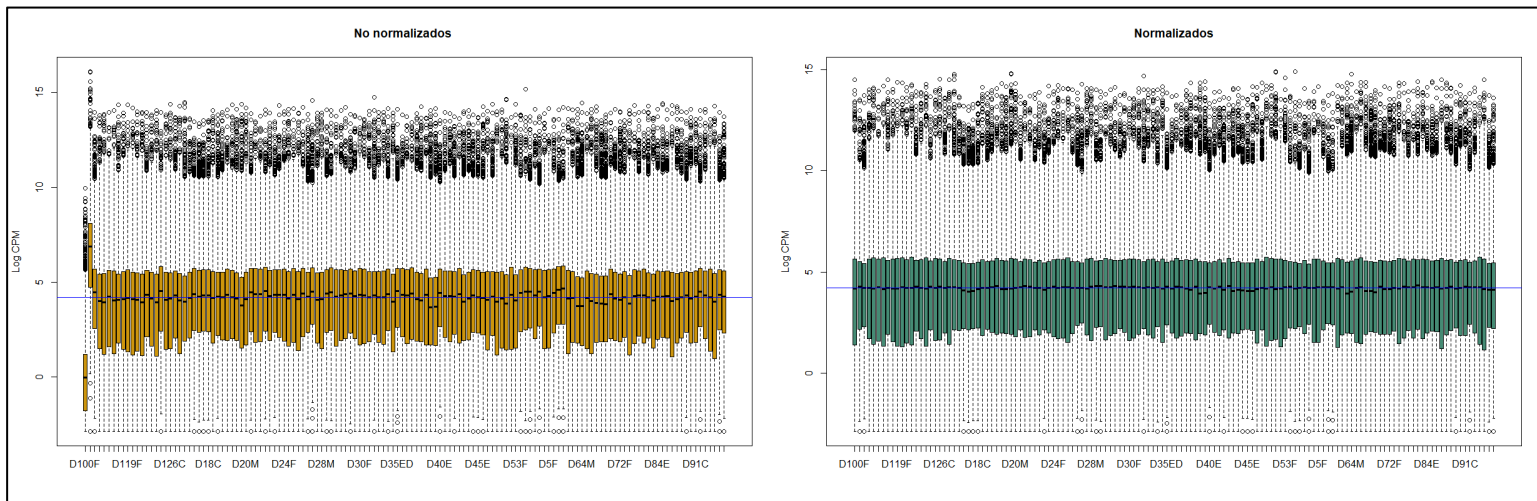 No normalizados
Log CPM
15
10
5
0
D100F D119F D126C D18C D20M D24F D28M D30F D35ED D40E D45E D53F D5F D64M D72F D84E D91C
Normalizados
Log CPM
15
10
5
0
D100F D119F D126C D18C D20M D24F D28M D30F D35ED D40E D45E D53F D5F D64M D72F D84E D91C